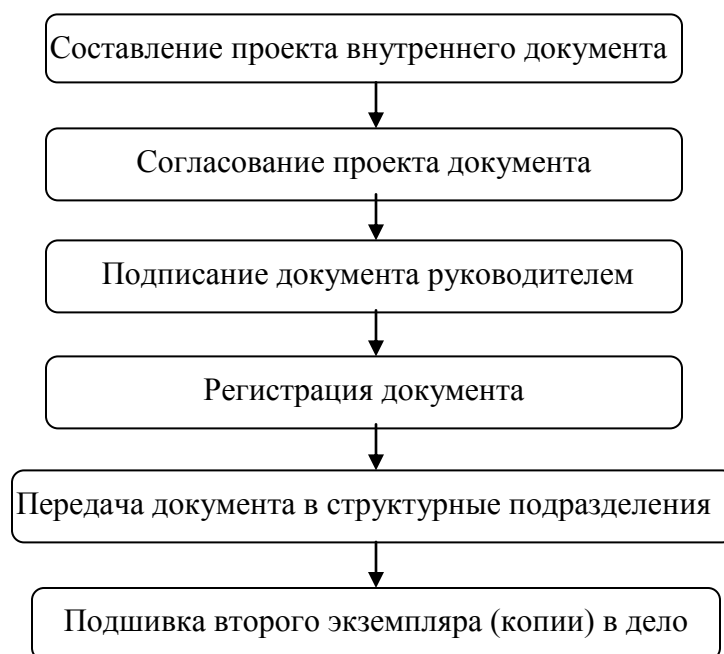 Составление проекта внутреннего документа
Согласование проекта документа
Подписание документа руководителем
Регистрация документа
Передача документа в структурные подразделения
Подшивка второго экземпляра (копии) в дело